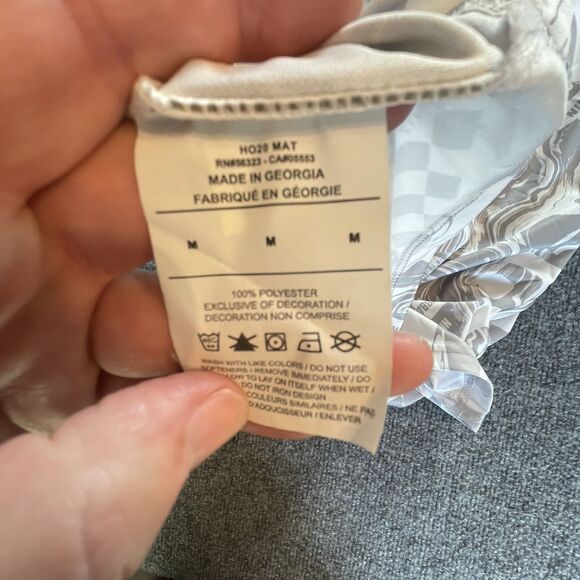 HO20 MAT
RN#56323 - CA#05553
MADE IN GEORGIA
FABRIQUÉ EN GÉORGIE
M M M
100% POLYESTER
EXCLUSIVE OF DECORATION /
DECORATION NON COMPRISE
WASH WITH LIKE COLORS / DO NOT USE
SOFTENERS / REMOVE IMMEDIATELY / DO
LOW TO LAY ON ITSELF WHEN WET /
DO NOT IRON DESIGN
COULEURS SIMILAIRES / NE PAS
D'ADOUCISSEUR / ENLEVER